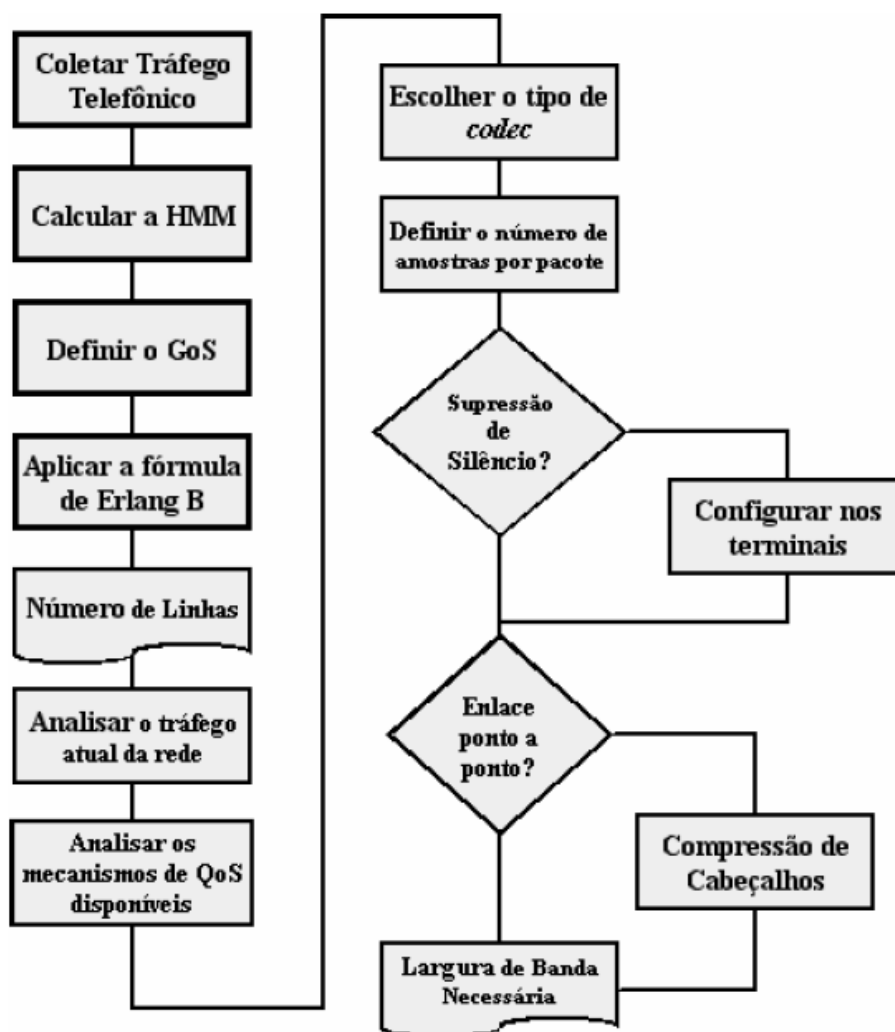 Coletar Tráfego
Telefônico
Calcular a HMM
Definir o GoS
Aplicar a fórmula
de Erlang B
Número de Linhas
Analisar o tráfego
atual da rede
Analisar os
mecanismos de QoS
disponíveis
Escolher o tipo de
codec
Definir o número de
amostras por pacote
Supressão
de
Silêncio?
Configurar nos
terminais
Enlace
ponto a
ponto?
Compressão de
Cabeçalhos
Largura de Banda
Necessária